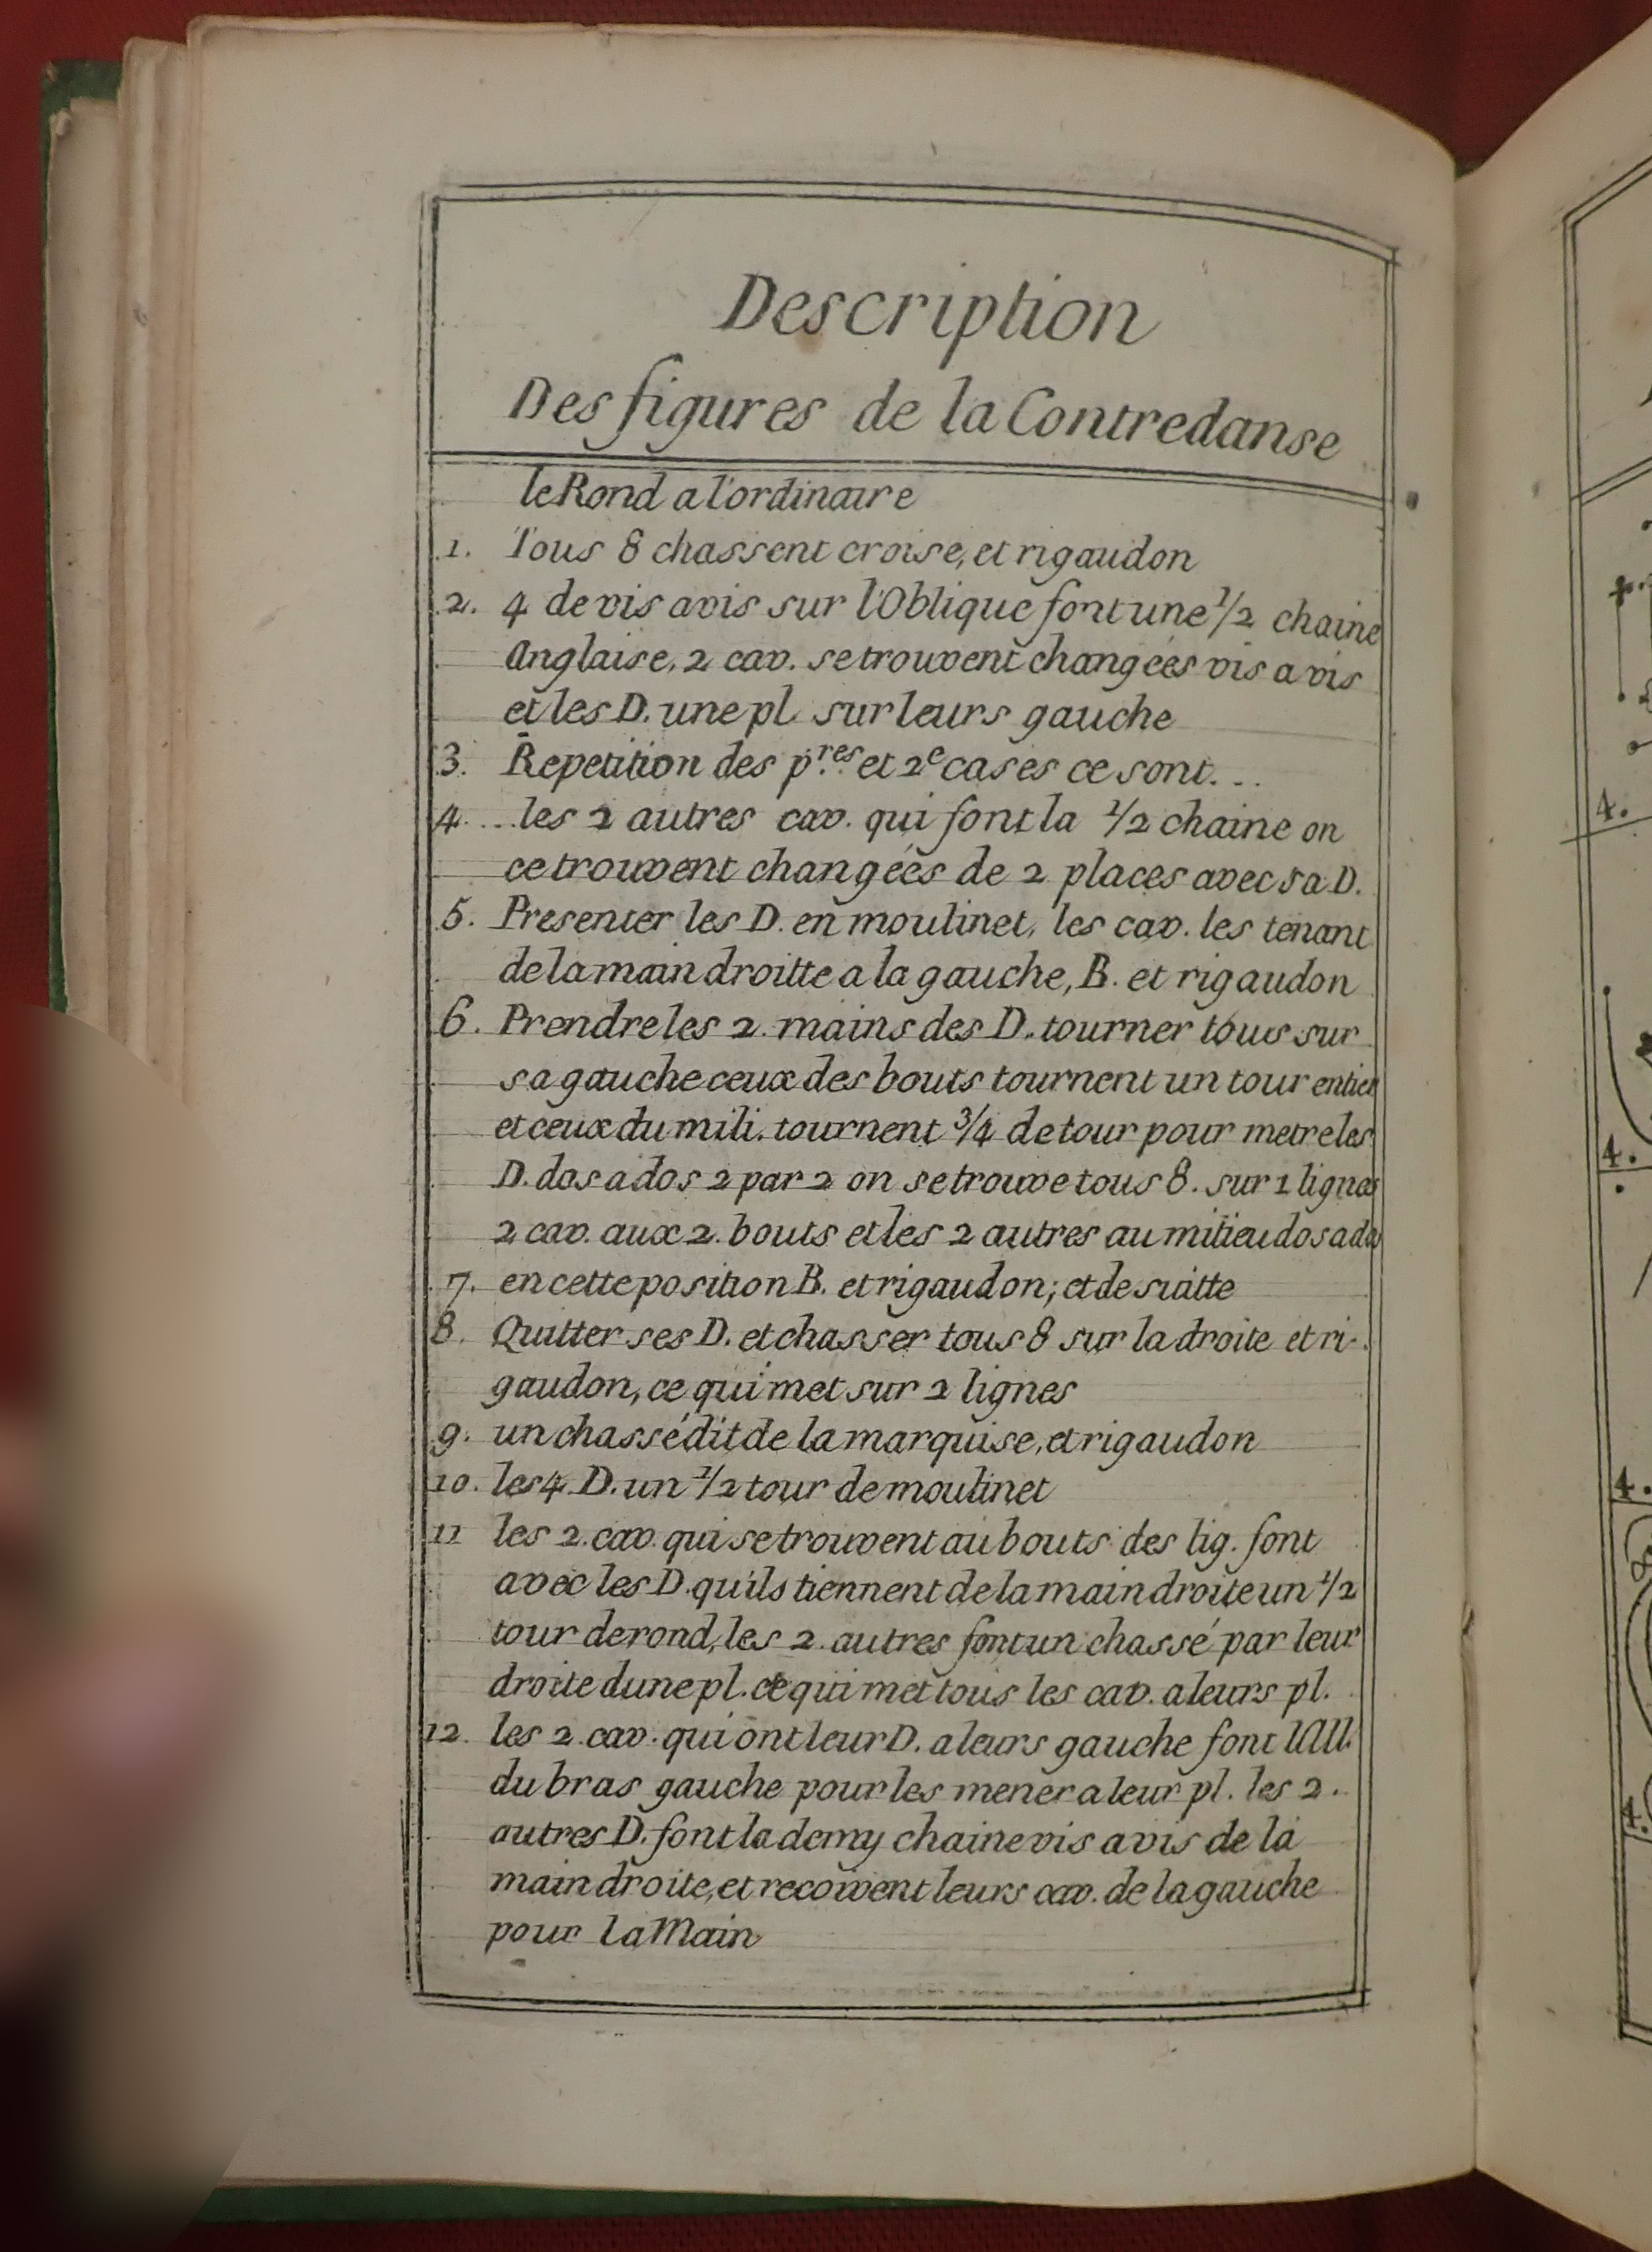 Description
Des figures de la Contredanse
le Rond a l'ordinaire
1. Tous 8 chassent croise, et rigaudon
2. 4 de vis avis sur l'Oblique font une 1/2 chaine
Anglaise, 2 cav. se trouvent changées vis a vis
et les D. une pl. sur leurs gauche
3. Repetition des p.res et 2e cases ce sont...
4. ...les 2 autres cav. qui font la 1/2 chaine on
ce trouvent changées de 2 places avec sa D.
5. Presenter les D. en moulinet, les cav. les tenant
de la main droitte a la gauche, B. et rigaudon
6. Prendre les 2 mains des D. tourner tous sur
sa gauche ceux des bouts tournent un tour entier
et ceux du mili. tournent 3/4 de tour pour metre les
D. dos a dos 2 par 2 on se trouve tous 8. sur 1 lignes
2 cav. aux 2. bouts et les 2 autres au milieu dos a dos
7. en cette position B. et rigaudon; et de suitte
8. Quitter ses D. et chasser tous 8 sur la droite et ri-
gaudon, ce qui met sur 2 lignes
9. un chassé dit de la marquise, et rigaudon
10. les 4 D. un 1/2 tour de moulinet
11 les 2. cav. qui se trouvent au bouts des lig. font
avec les D. qu'ils tiennent de la main droite un 1/2
tour de rond, les 2. autres font un chassé par leur
droite dune pl. ce qui met tous les cav. a leurs pl.
12. les 2. cav. qui ont leur D. a leurs gauche font l'All.
du bras gauche pour les mener a leur pl. les 2.
autres D. font la demy chaine vis a vis de la
main droite, et recoivent leurs cav. de la gauche
pour la Main
4.
4.
4.
4.